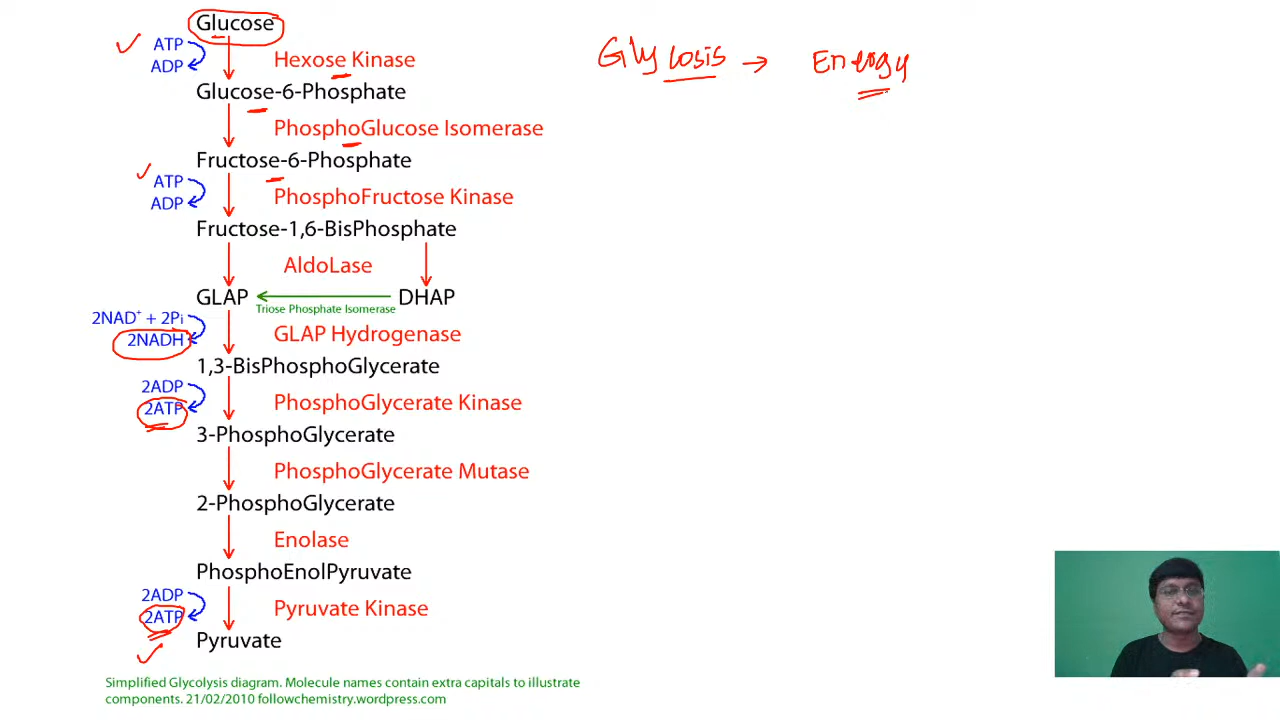 Glucose
ATP
ADP
Hexose Kinase
Glucose-6-Phosphate
PhosphoGlucose Isomerase
Fructose-6-Phosphate
ATP
ADP
PhosphoFructose Kinase
Fructose-1,6-BisPhosphate
AldoLase
GLAP
DHAP
Triose Phosphate Isomerase
2NAD+ + 2Pi
2NADH
GLAP Hydrogenase
1,3-BisPhosphoGlycerate
2ADP
2ATP
PhosphoGlycerate Kinase
3-PhosphoGlycerate
PhosphoGlycerate Mutase
2-PhosphoGlycerate
Enolase
PhosphoEnolPyruvate
2ADP
2ATP
Pyruvate Kinase
Pyruvate
Simplified Glycolysis diagram. Molecule names contain extra capitals to illustrate
components. 21/02/2010 followchemistry.wordpress.com
Glycosis → Energy